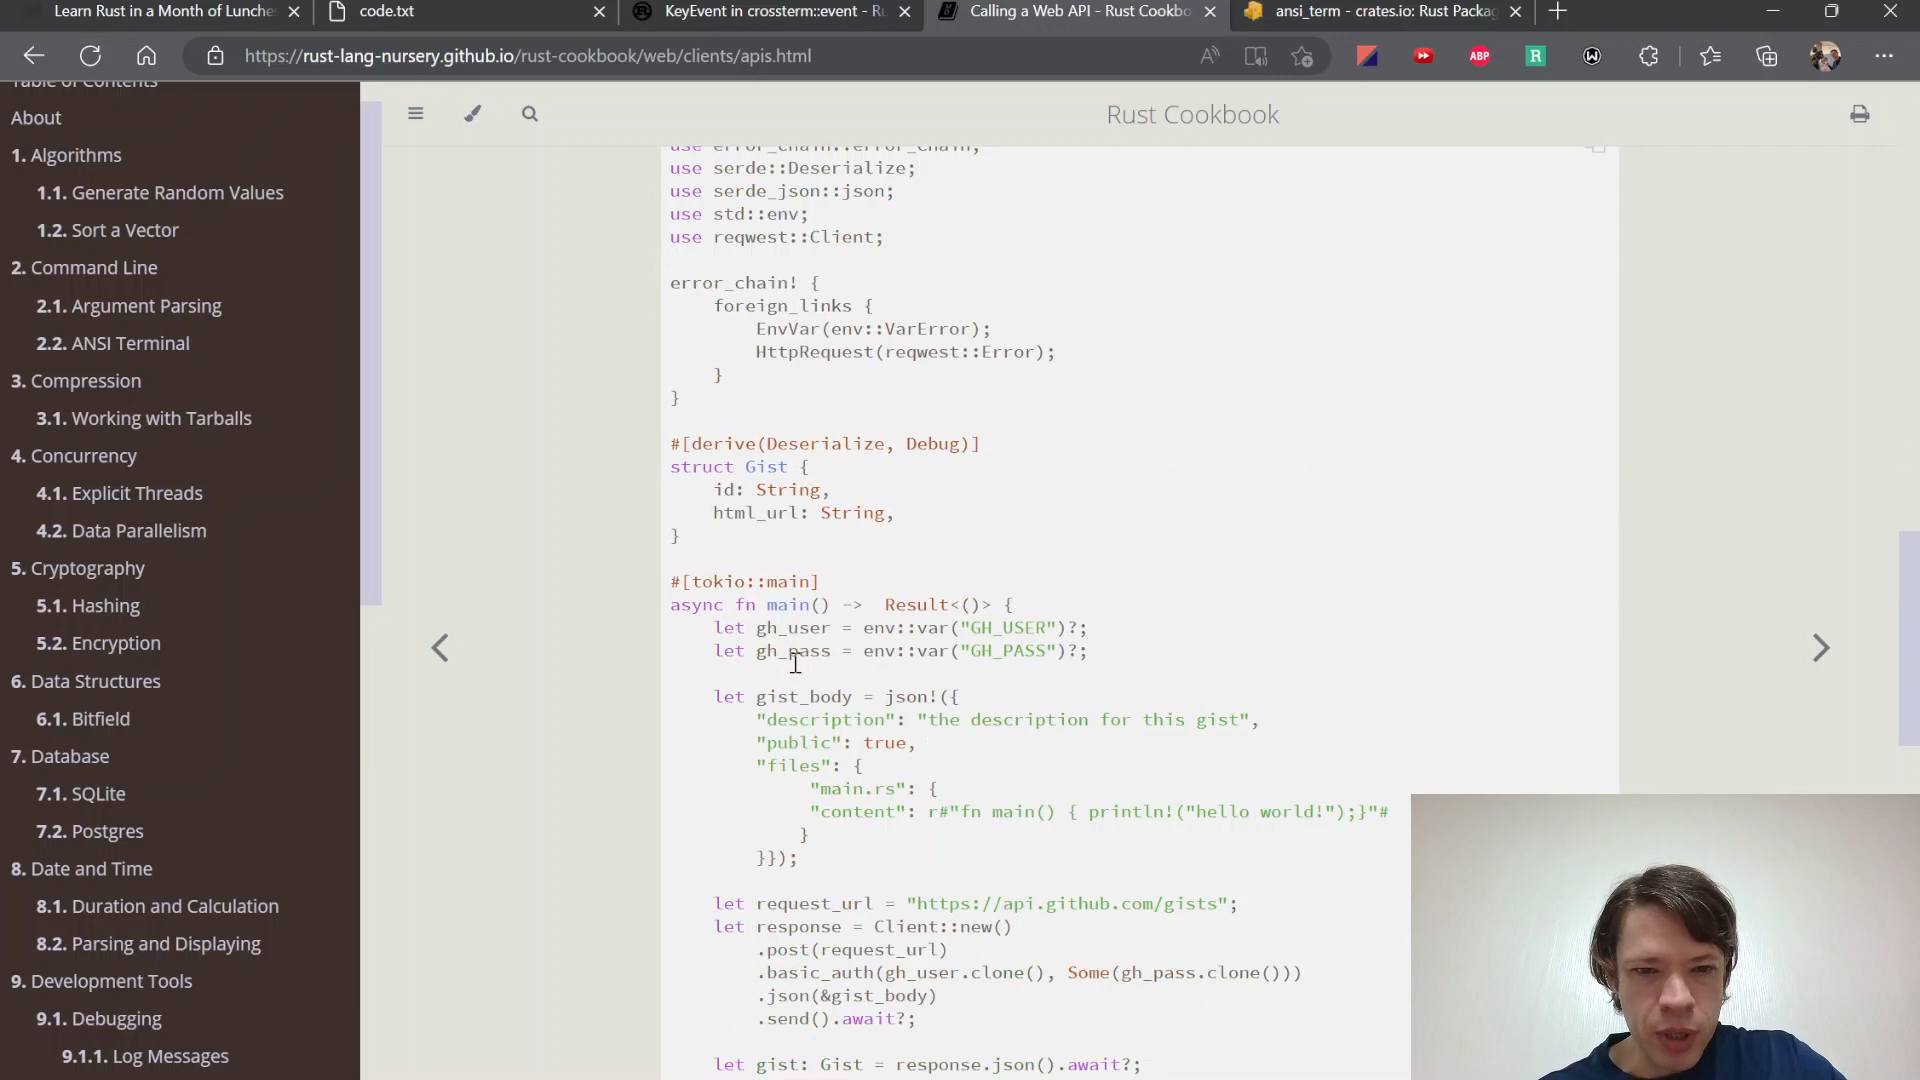 Learn Rust in a Month of Lunche
code.txt
KeyEvent in crossterm::event - Ru
Calling a Web API - Rust Cookbo
ansi_term - crates.io: Rust Packag
https://rust-lang-nursery.github.io/rust-cookbook/web/clients/apis.html
ABP
R
W
Table of Contents
About
1. Algorithms
1.1. Generate Random Values
1.2. Sort a Vector
2. Command Line
2.1. Argument Parsing
2.2. ANSI Terminal
3. Compression
3.1. Working with Tarballs
4. Concurrency
4.1. Explicit Threads
4.2. Data Parallelism
5. Cryptography
5.1. Hashing
5.2. Encryption
6. Data Structures
6.1. Bitfield
7. Database
7.1. SQLite
7.2. Postgres
8. Date and Time
8.1. Duration and Calculation
8.2. Parsing and Displaying
9. Development Tools
9.1. Debugging
9.1.1. Log Messages
Rust Cookbook
use error_chain::error_chain;
use serde::Deserialize;
use serde_json::json;
use std::env;
use reqwest::Client;
error_chain! {
foreign_links {
EnvVar(env::VarError);
HttpRequest(reqwest::Error);
}
}
#[derive(Deserialize, Debug)]
struct Gist {
id: String,
html_url: String,
}
#[tokio::main]
async fn main() ->  Result<()> {
let gh_user = env::var("GH_USER")?;
let gh_pass = env::var("GH_PASS")?;
let gist_body = json!({
"description": "the description for this gist",
"public": true,
"files": {
"main.rs": {
"content": r#"fn main() { println!("hello world!");}"#
}
}});
let request_url = "https://api.github.com/gists";
let response = Client::new()
.post(request_url)
.basic_auth(gh_user.clone(), Some(gh_pass.clone()))
.json(&gist_body)
.send().await?;
let gist: Gist = response.json().await?;